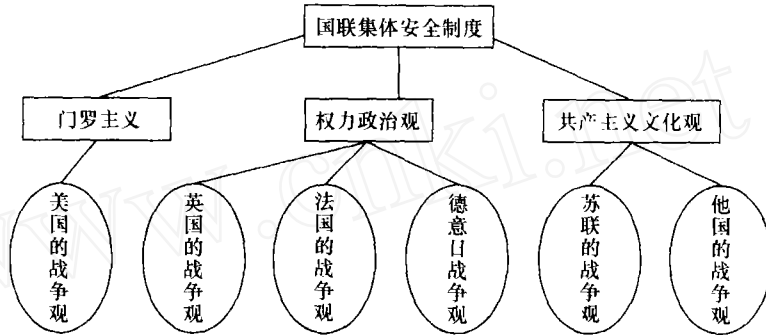 国联集体安全制度
门罗主义
权力政治观
共产主义文化观
美国的战争观
英国的战争观
法国的战争观
德意日战争观
苏联的战争观
他国的战争观
www.cnki.net